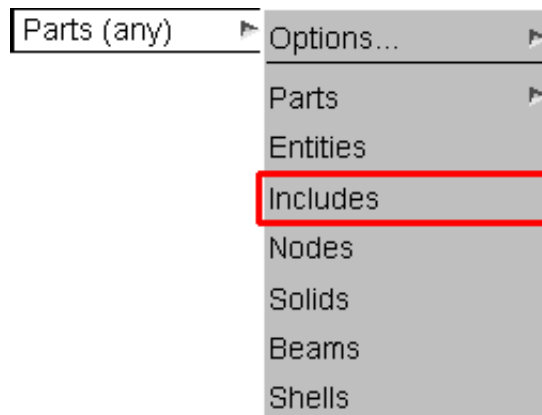 Parts (any)
Options...
Parts
Entities
Includes
Nodes
Solids
Beams
Shells